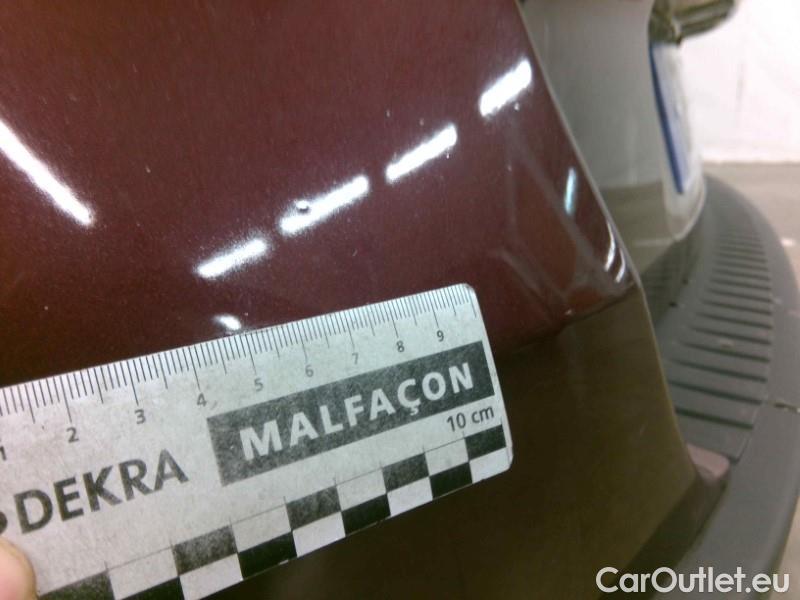 1 2 3 4 5 6 7 8 9
MALFAÇON
10 cm
DEKRA
CarOutlet.eu